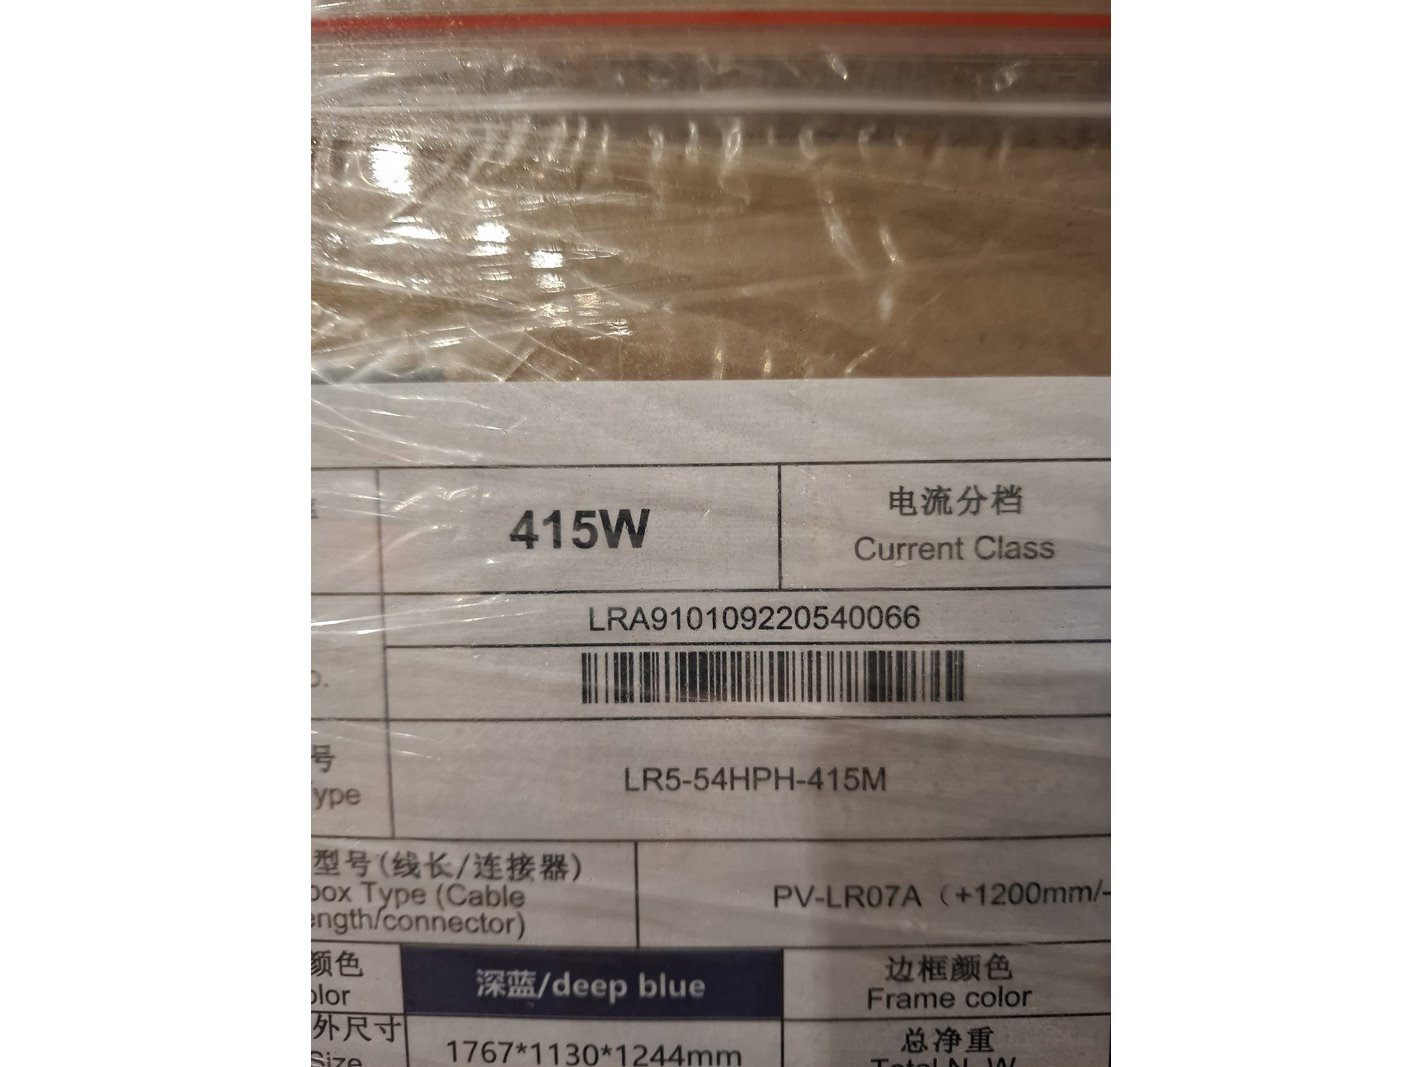 415W
电流分档
Current Class
LRA910109220540066
o.
号
ype
LR5-54HPH-415M
型号(线长/连接器)
box Type (Cable
ength/connector)
PV-LR07A（+1200mm/-
颜色
olor
深蓝/deep blue
边框颜色
Frame color
外尺寸
Size
1767*1130*1244mm
总净重
Total N. W